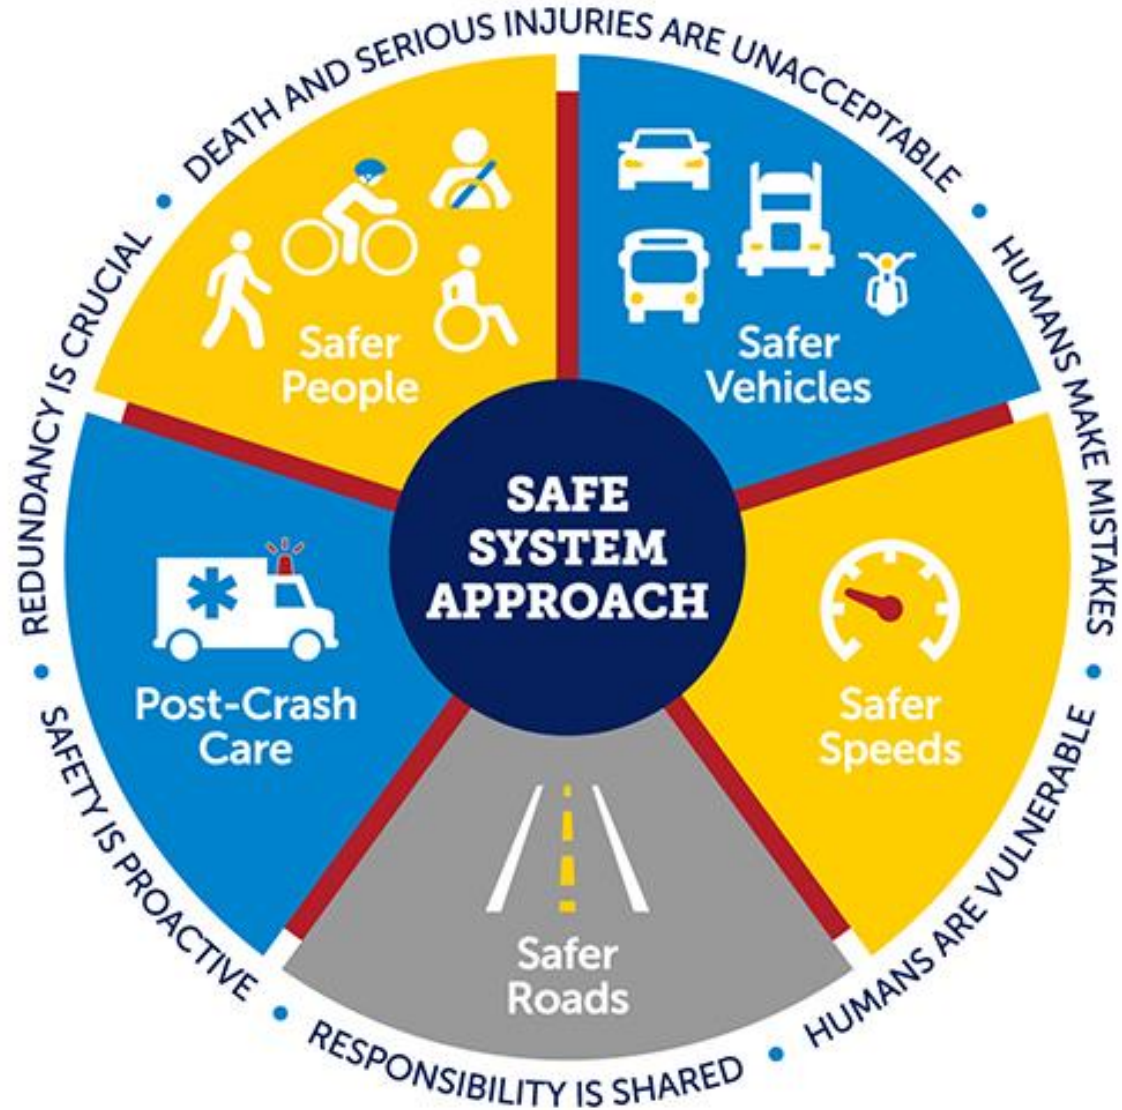 DEATH AND SERIOUS INJURIES ARE UNACCEPTABLE
HUMANS MAKE MISTAKES
HUMANS ARE VULNERABLE
RESPONSIBILITY IS SHARED
SAFETY IS PROACTIVE
REDUNDANCY IS CRUCIAL
Safer
People
Safer
Vehicles
SAFE
SYSTEM
APPROACH
Post-Crash
Care
Safer
Speeds
Safer
Roads